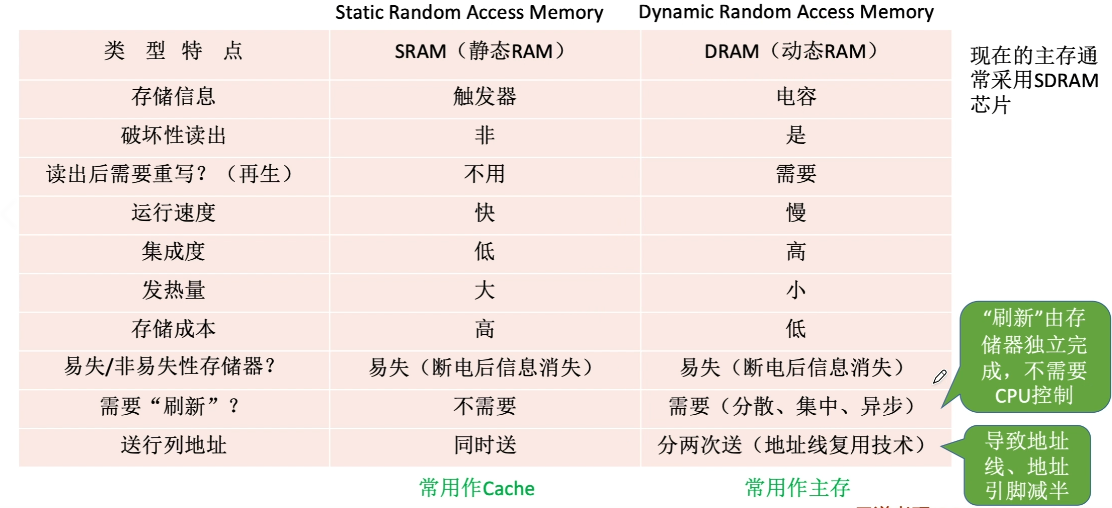 Static Random Access Memory Dynamic Random Access Memory
类 型 特 点 SRAM（静态RAM） DRAM（动态RAM）
存储信息 触发器 电容
破坏性读出 非 是
读出后需要重写？（再生） 不用 需要
运行速度 快 慢
集成度 低 高
发热量 大 小
存储成本 高 低
易失/非易失性存储器？ 易失（断电后信息消失） 易失（断电后信息消失）
需要“刷新”？ 不需要 需要（分散、集中、异步）
送行列地址 同时送 分两次送（地址线复用技术）
常用作Cache 常用作主存
现在的主存通
常采用SDRAM
芯片
“刷新”由存
储器独立完
成，不需要
CPU控制
导致地址
线、地址
引脚减半